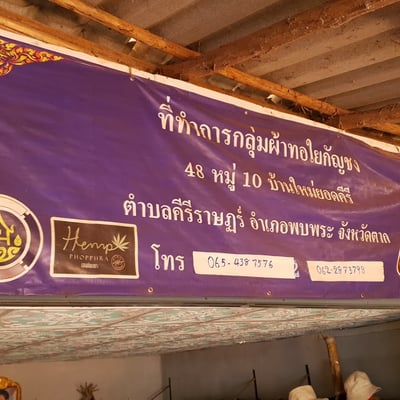 ที่ทำการกลุ่มผ้าทอใยกัญชง
48 หมู่ 10 บ้านใหม่ยอดคีรี
ตำบลคีรีราษฎร์ อำเภอพบพระ จังหวัดตาก
โทร 065-4387576 062-2973798
Hemp
PHOPPHRA